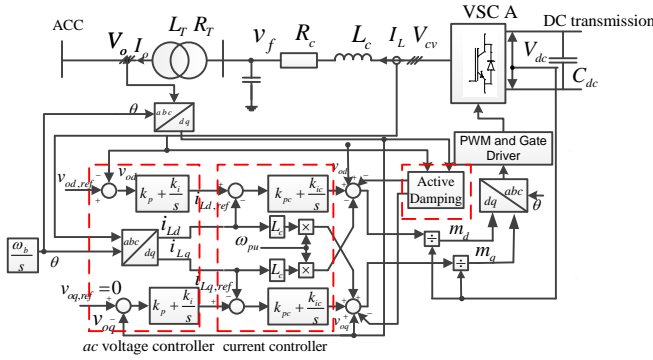 VSC A
DC transmission
ACC
V_o
I_o
L_T R_T
v_f
R_c
L_c
I_L
V_cv
V_dc
C_dc
θ
abc
dq
PWM and Gate
Driver
v_od,ref
v_od
k_p + k_i/s
i_Ld,ref
k_pc + k_ic/s
v_od
Active
Damping
dq
abc
θ
i_Ld
L_c
×
÷
m_d
ω_b/s
θ
abc
dq
i_Lq
ω_pu
L_c
×
÷
m_q
v_oq,ref = 0
v_oq
k_p + k_i/s
i_Lq,ref
k_pc + k_ic/s
v_oq
ac voltage controller
current controller